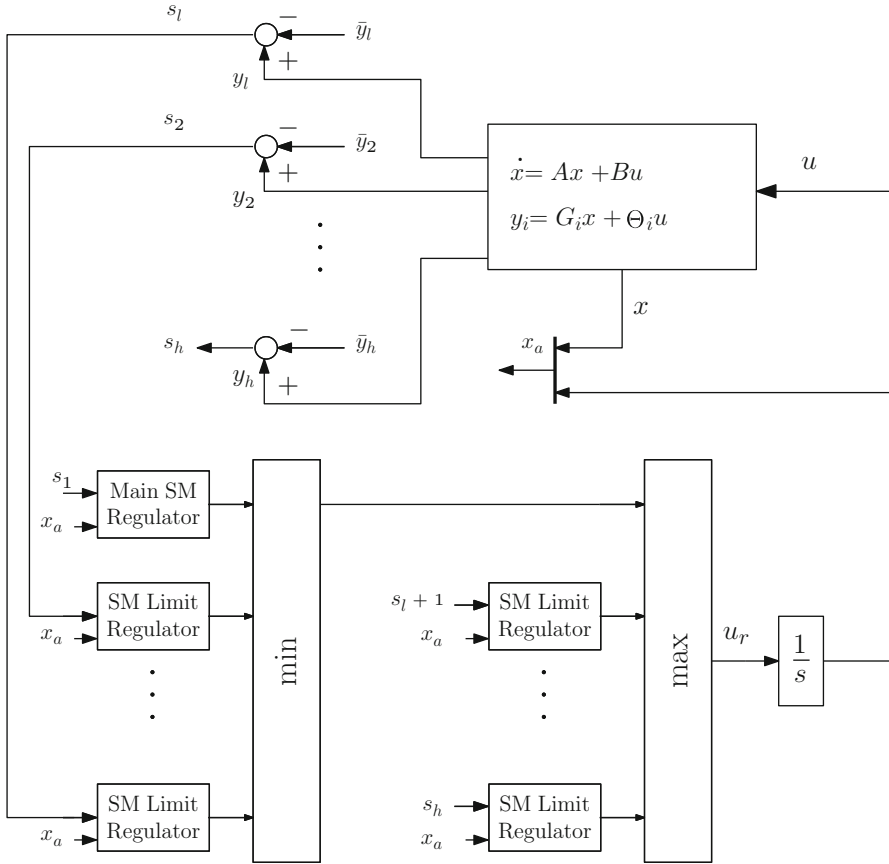 s_l
−
ȳ_l
+
y_l
s_2
−
ȳ_2
+
y_2
ẋ = Ax + Bu
y_i = G_i x + Θ_i u
u
x
x_a
s_h
−
ȳ_h
y_h
+
s_1
x_a
Main SM
Regulator
x_a
SM Limit
Regulator
min
s_l + 1
x_a
SM Limit
Regulator
max
u_r
1
s
x_a
SM Limit
Regulator
s_h
x_a
SM Limit
Regulator